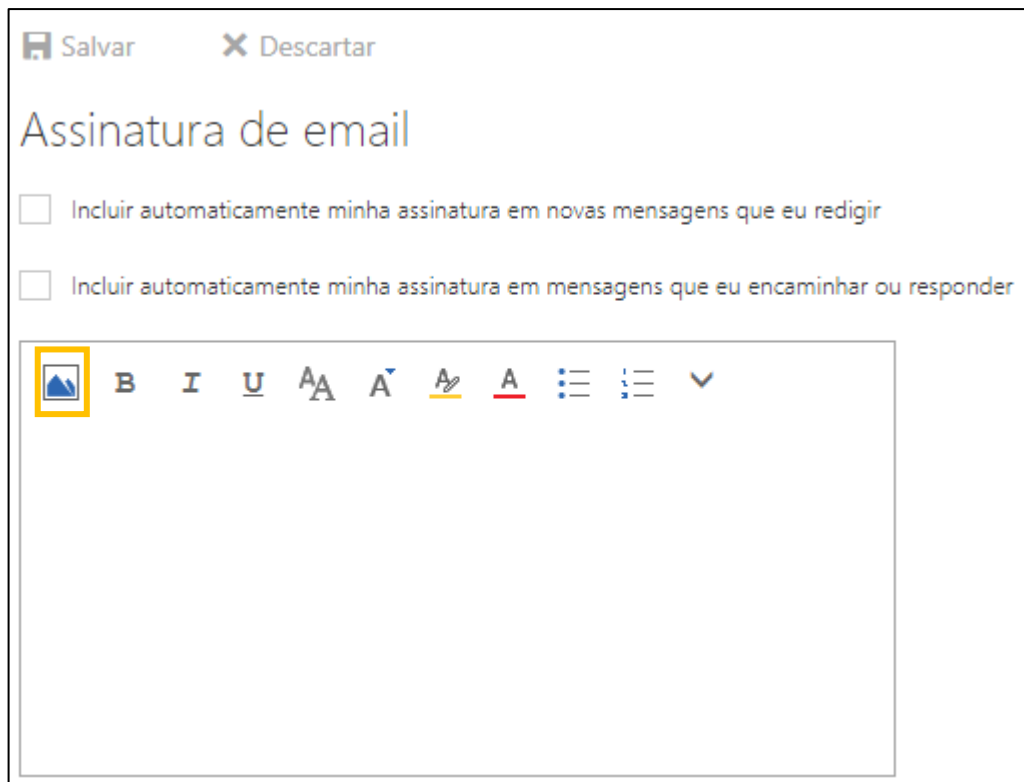 Salvar Descartar
Assinatura de email
Incluir automaticamente minha assinatura em novas mensagens que eu redigir
Incluir automaticamente minha assinatura em mensagens que eu encaminhar ou responder
B I U AA A A A